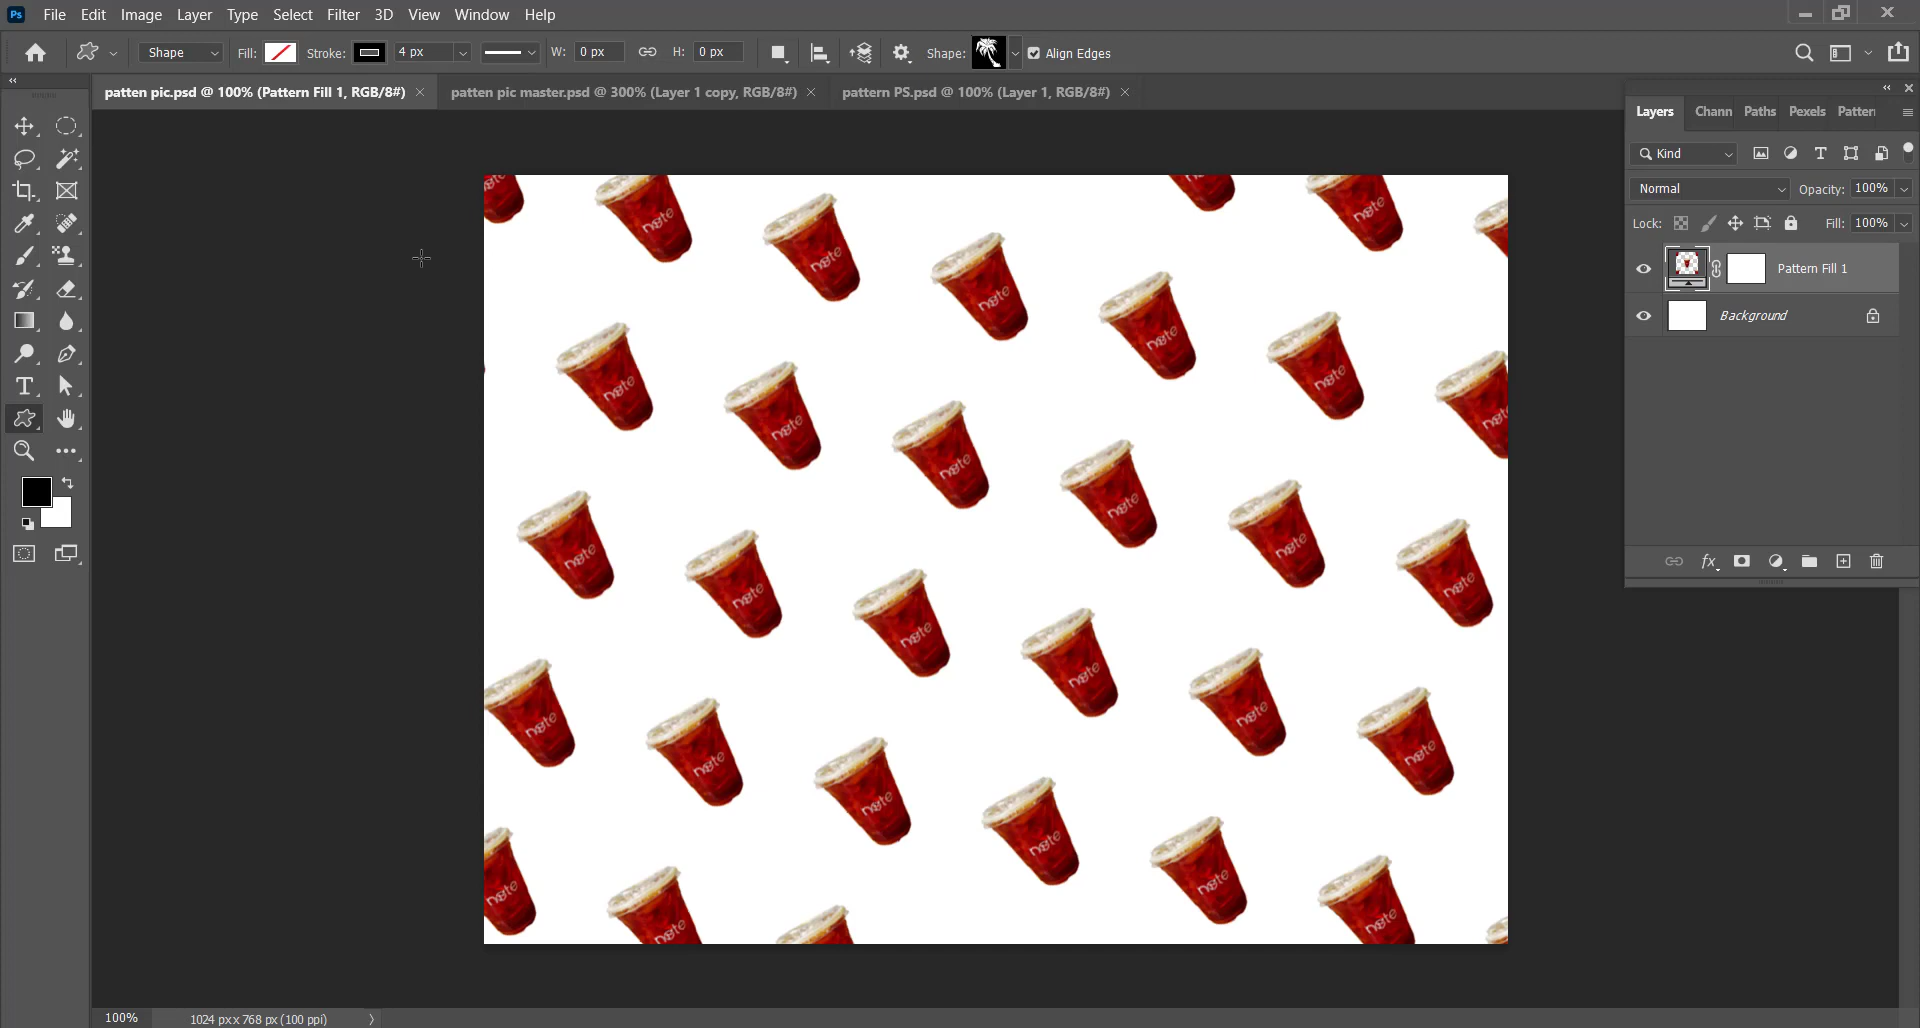 Ps File Edit Image Layer Type Select Filter 3D View Window Help
Shape Fill: Stroke: 4 px W: 0 px H: 0 px Shape: Align Edges
patten pic.psd @ 100% (Pattern Fill 1, RGB/8#) × patten pic master.psd @ 300% (Layer 1 copy, RGB/8#) × pattern PS.psd @ 100% (Layer 1, RGB/8#) ×
Layers Chann Paths Pexels Patter
Kind
Normal Opacity: 100%
Lock: Fill: 100%
Pattern Fill 1
Background
fx
100% 1024 px x 768 px (100 ppi)